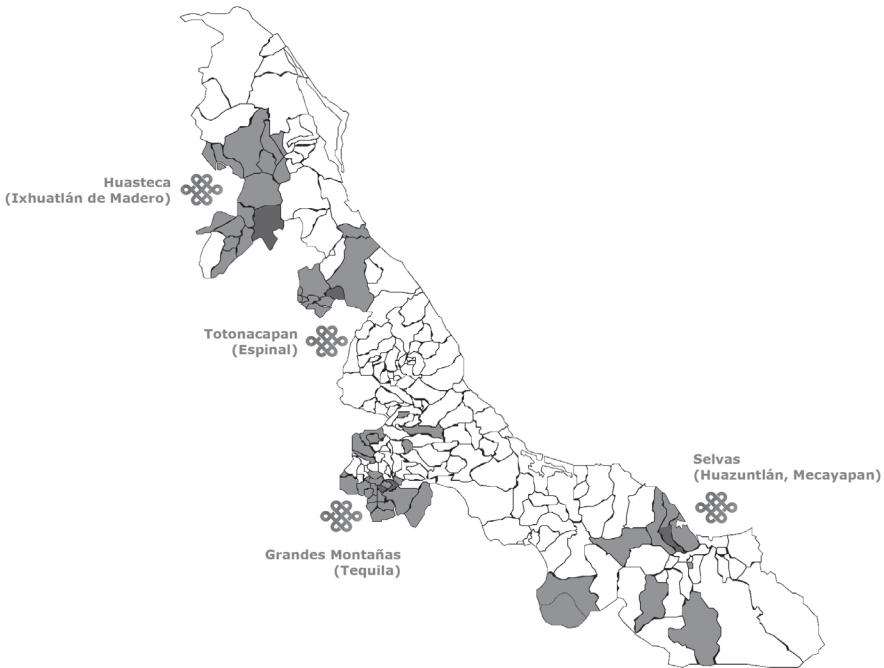 Huasteca
(Ixhuatlán de Madero)
Totonacapan
(Espinal)
Selvas
(Huazuntlán, Mecayapan)
Grandes Montañas
(Tequila)